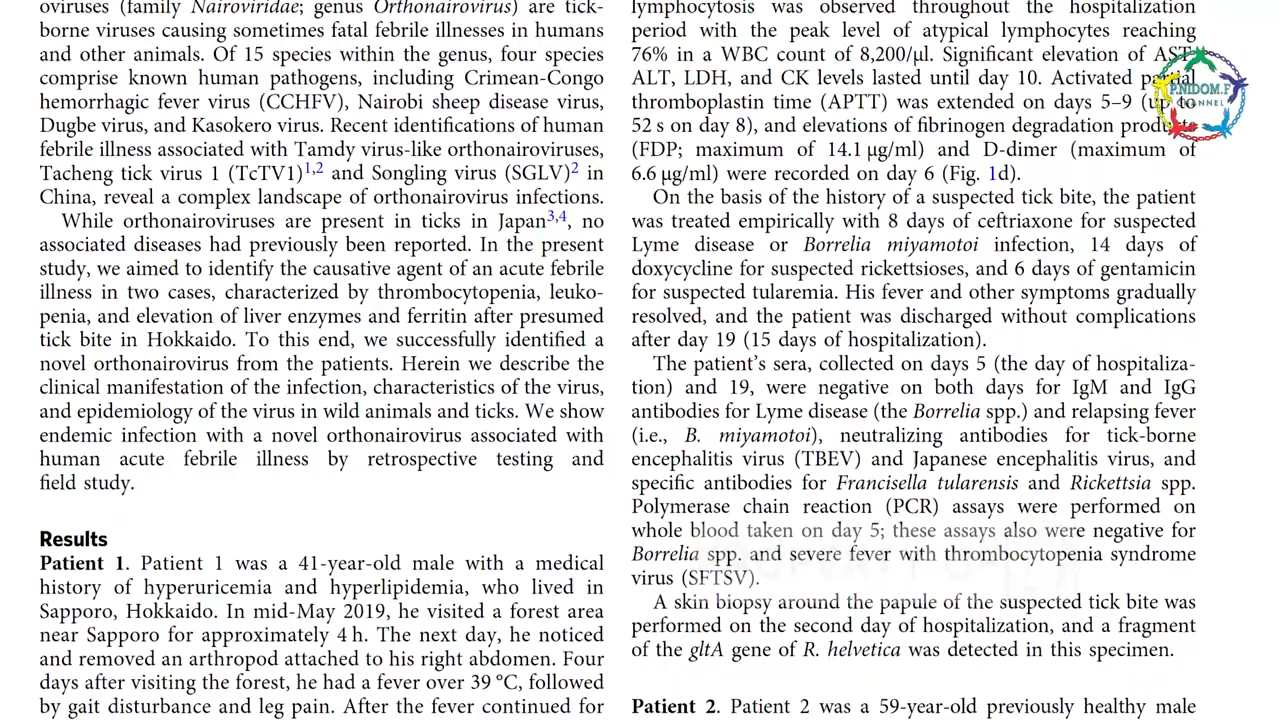 oviruses (family Nairoviridae; genus Orthonairovirus) are tick-
borne viruses causing sometimes fatal febrile illnesses in humans
and other animals. Of 15 species within the genus, four species
comprise known human pathogens, including Crimean-Congo
hemorrhagic fever virus (CCHFV), Nairobi sheep disease virus,
Dugbe virus, and Kasokero virus. Recent identifications of human
febrile illness associated with Tamdy virus-like orthonairoviruses,
Tacheng tick virus 1 (TcTV1)1,2 and Songling virus (SGLV)2 in
China, reveal a complex landscape of orthonairovirus infections.
While orthonairoviruses are present in ticks in Japan3,4, no
associated diseases had previously been reported. In the present
study, we aimed to identify the causative agent of an acute febrile
illness in two cases, characterized by thrombocytopenia, leuko-
penia, and elevation of liver enzymes and ferritin after presumed
tick bite in Hokkaido. To this end, we successfully identified a
novel orthonairovirus from the patients. Herein we describe the
clinical manifestation of the infection, characteristics of the virus,
and epidemiology of the virus in wild animals and ticks. We show
endemic infection with a novel orthonairovirus associated with
human acute febrile illness by retrospective testing and
field study.
Results
Patient 1. Patient 1 was a 41-year-old male with a medical
history of hyperuricemia and hyperlipidemia, who lived in
Sapporo, Hokkaido. In mid-May 2019, he visited a forest area
near Sapporo for approximately 4 h. The next day, he noticed
and removed an arthropod attached to his right abdomen. Four
days after visiting the forest, he had a fever over 39 °C, followed
by gait disturbance and leg pain. After the fever continued for
lymphocytosis was observed throughout the hospitalization
period with the peak level of atypical lymphocytes reaching
76% in a WBC count of 8,200/μl. Significant elevation of AST,
ALT, LDH, and CK levels lasted until day 10. Activated partial
thromboplastin time (APTT) was extended on days 5–9 (up to
52 s on day 8), and elevations of fibrinogen degradation products
(FDP; maximum of 14.1 μg/ml) and D-dimer (maximum of
6.6 μg/ml) were recorded on day 6 (Fig. 1d).
On the basis of the history of a suspected tick bite, the patient
was treated empirically with 8 days of ceftriaxone for suspected
Lyme disease or Borrelia miyamotoi infection, 14 days of
doxycycline for suspected rickettsioses, and 6 days of gentamicin
for suspected tularemia. His fever and other symptoms gradually
resolved, and the patient was discharged without complications
after day 19 (15 days of hospitalization).
The patient's sera, collected on days 5 (the day of hospitaliza-
tion) and 19, were negative on both days for IgM and IgG
antibodies for Lyme disease (the Borrelia spp.) and relapsing fever
(i.e., B. miyamotoi), neutralizing antibodies for tick-borne
encephalitis virus (TBEV) and Japanese encephalitis virus, and
specific antibodies for Francisella tularensis and Rickettsia spp.
Polymerase chain reaction (PCR) assays were performed on
whole blood taken on day 5; these assays also were negative for
Borrelia spp. and severe fever with thrombocytopenia syndrome
virus (SFTSV).
A skin biopsy around the papule of the suspected tick bite was
performed on the second day of hospitalization, and a fragment
of the gltA gene of R. helvetica was detected in this specimen.
Patient 2. Patient 2 was a 59-year-old previously healthy male
P.NIDOM.F
CHANNEL